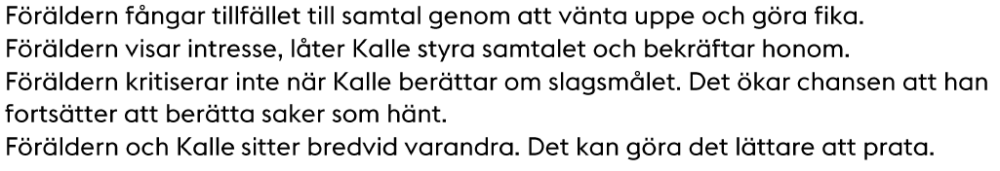 Föräldern fångar tillfället till samtal genom att vänta uppe och göra fika.
Föräldern visar intresse, låter Kalle styra samtalet och bekräftar honom.
Föräldern kritiserar inte när Kalle berättar om slagsmålet. Det ökar chansen att han
fortsätter att berätta saker som hänt.
Föräldern och Kalle sitter bredvid varandra. Det kan göra det lättare att prata.